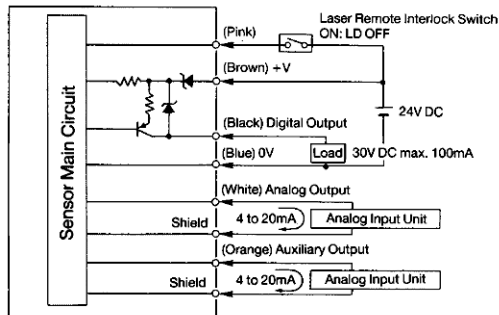 Laser Remote Interlock Switch
ON: LD OFF
(Pink)
(Brown) +V
24V DC
(Black) Digital Output
Load
30V DC max. 100mA
(Blue) 0V
(White) Analog Output
Shield
4 to 20mA
Analog Input Unit
(Orange) Auxiliary Output
Shield
4 to 20mA
Analog Input Unit
Sensor Main Circuit